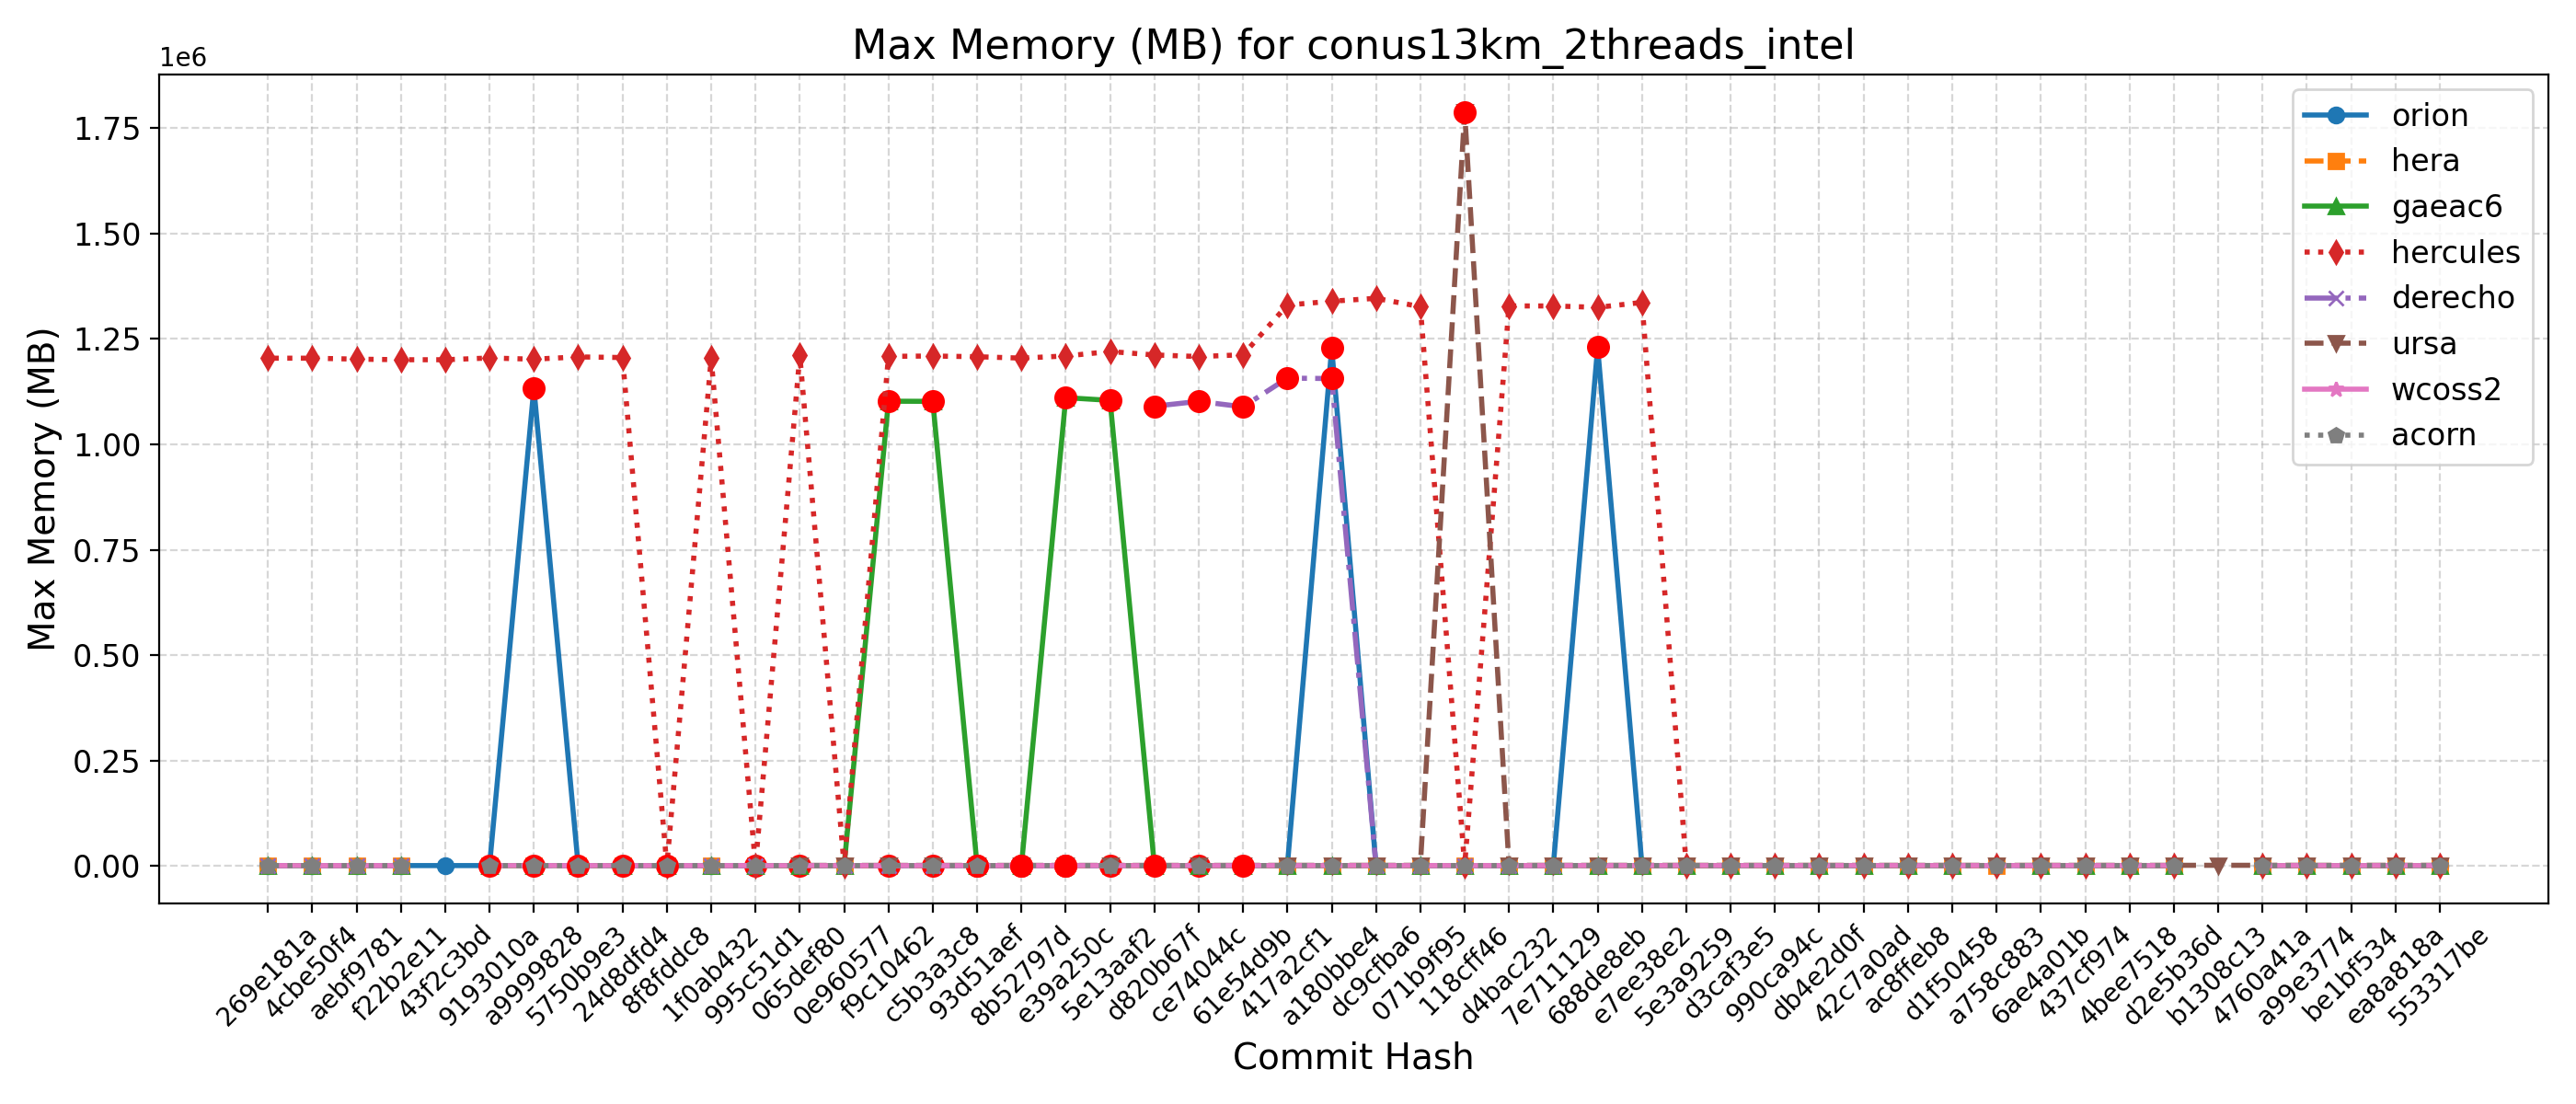 Max Memory (MB) for conus13km_2threads_intel
1e6
1.75
1.50
1.25
1.00
0.75
0.50
0.25
0.00
Max Memory (MB)
orion
hera
gaeac6
hercules
derecho
ursa
wcoss2
acorn
269e181a
4cbe50f4
aebf9781
f22b2e11
43f2c3bd
9193010a
a9999828
5750b9e3
24d8dfd4
8f8fddc8
1f0ab432
995c51d1
065def80
0e960577
f9c10462
c5b3a3c8
93d51aef
8b52797d
e39a250c
5e13aaf2
d820b67f
ce74044c
61e54d9b
417a2cf1
a180bbe4
dc9cfba6
071b9f95
118cff46
d4bac232
7e711129
688de8eb
e7ee38e2
5e3a9259
d3caf3e5
990ca94c
db4e2d0f
42c7a0ad
ac8ffeb8
d1f50458
a758c883
6ae4a01b
437cf974
4bee7518
d2e5b36d
b1308c13
4760a41a
a99e3774
be1bf534
ea8a818a
553317be
Commit Hash